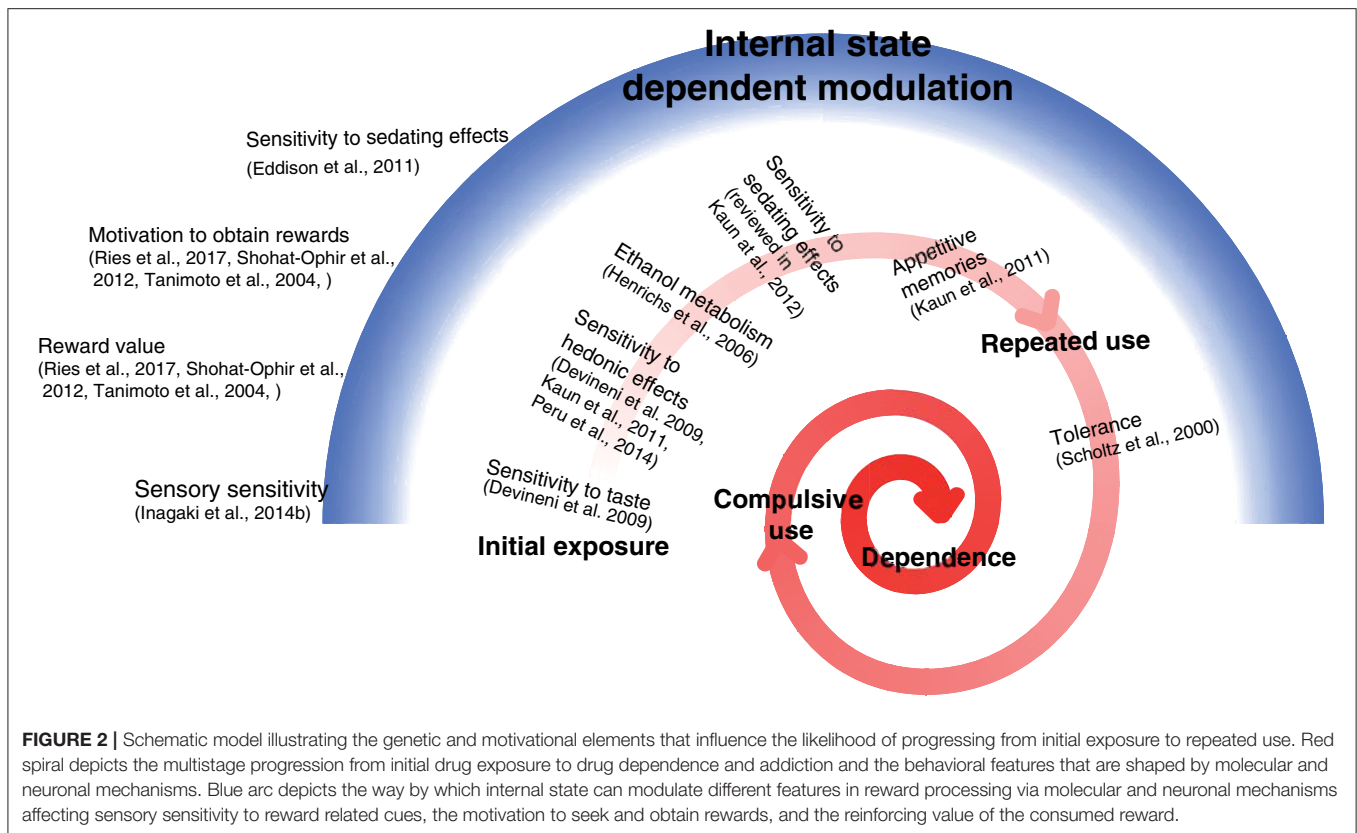 Internal state
dependent modulation
Sensitivity to sedating effects
(Eddison et al., 2011)
Motivation to obtain rewards
(Ries et al., 2017, Shohat-Ophir et al.,
2012, Tanimoto et al., 2004, )
Reward value
(Ries et al., 2017, Shohat-Ophir et al.,
2012, Tanimoto et al., 2004, )
Sensory sensitivity
(Inagaki et al., 2014b)
Sensitivity to taste
(Devineni et al. 2009)
Initial exposure
Sensitivity to
hedonic effects
(Devineni et al. 2009,
Kaun et al., 2011,
Peru et al., 2014)
Ethanol metabolism
(Henrichs et al., 2006)
Sensitivity to
sedating effects
(reviewed in
Kaun at al., 2012)
Appetitive
memories
(Kaun et al., 2011)
Repeated use
Tolerance
(Scholtz et al., 2000)
Compulsive
use
Dependence
FIGURE 2 | Schematic model illustrating the genetic and motivational elements that influence the likelihood of progressing from initial exposure to repeated use. Red
spiral depicts the multistage progression from initial drug exposure to drug dependence and addiction and the behavioral features that are shaped by molecular and
neuronal mechanisms. Blue arc depicts the way by which internal state can modulate different features in reward processing via molecular and neuronal mechanisms
affecting sensory sensitivity to reward related cues, the motivation to seek and obtain rewards, and the reinforcing value of the consumed reward.